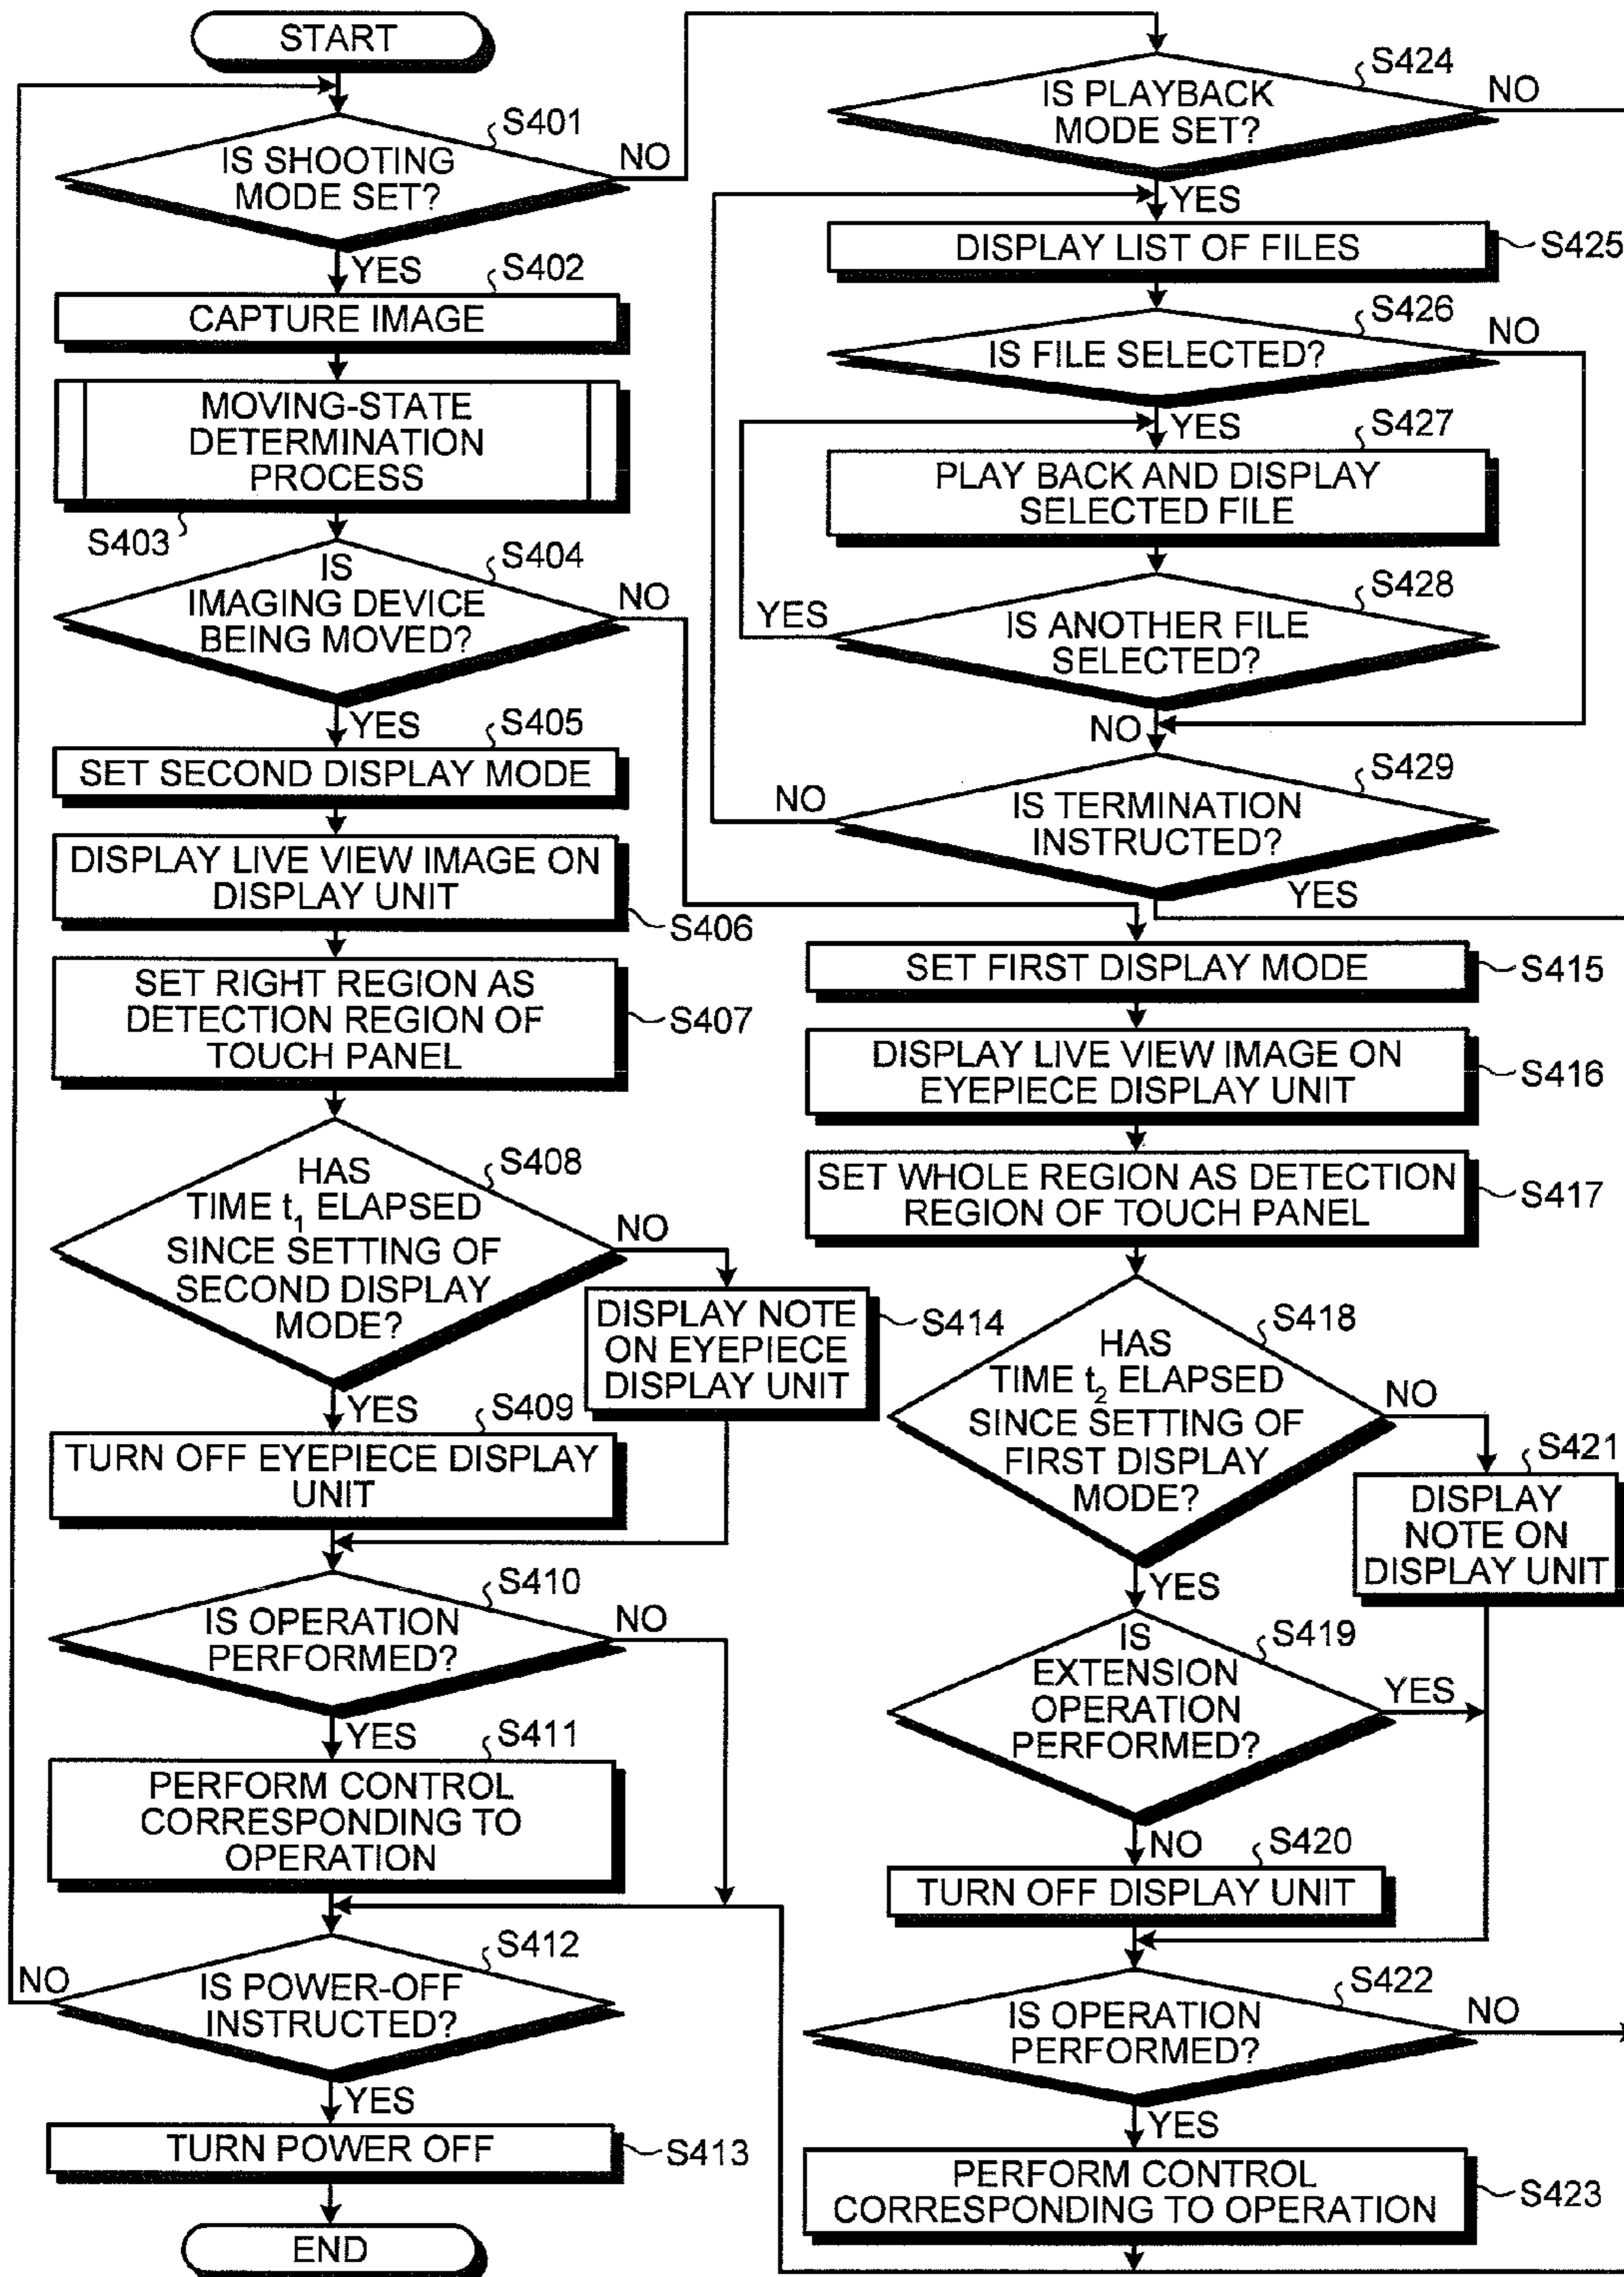 START
S401
IS SHOOTING
MODE SET?
NO
YES
S402
CAPTURE IMAGE
MOVING-STATE
DETERMINATION
PROCESS
S403
S404
IS
IMAGING DEVICE
BEING MOVED?
NO
YES
S405
SET SECOND DISPLAY MODE
DISPLAY LIVE VIEW IMAGE ON
DISPLAY UNIT
S406
SET RIGHT REGION AS
DETECTION REGION OF
TOUCH PANEL
S407
S408
HAS
TIME t₁ ELAPSED
SINCE SETTING OF
SECOND DISPLAY
MODE?
NO
DISPLAY NOTE
ON EYEPIECE
DISPLAY UNIT
S414
YES
S409
TURN OFF EYEPIECE DISPLAY
UNIT
S410
IS OPERATION
PERFORMED?
NO
YES
S411
PERFORM CONTROL
CORRESPONDING TO
OPERATION
S412
NO
IS POWER-OFF
INSTRUCTED?
YES
TURN POWER OFF
S413
END
S424
IS PLAYBACK
MODE SET?
NO
YES
DISPLAY LIST OF FILES
S425
S426
IS FILE SELECTED?
NO
YES
S427
PLAY BACK AND DISPLAY
SELECTED FILE
S428
YES
IS ANOTHER FILE
SELECTED?
NO
S429
NO
IS TERMINATION
INSTRUCTED?
YES
SET FIRST DISPLAY MODE
S415
DISPLAY LIVE VIEW IMAGE ON
EYEPIECE DISPLAY UNIT
S416
SET WHOLE REGION AS DETECTION
REGION OF TOUCH PANEL
S417
S418
HAS
TIME t₂ ELAPSED
SINCE SETTING OF
FIRST DISPLAY
MODE?
NO
S421
DISPLAY
NOTE ON
DISPLAY UNIT
YES
S419
IS
EXTENSION
OPERATION
PERFORMED?
YES
NO
S420
TURN OFF DISPLAY UNIT
S422
IS OPERATION
PERFORMED?
NO
YES
PERFORM CONTROL
CORRESPONDING TO OPERATION
S423